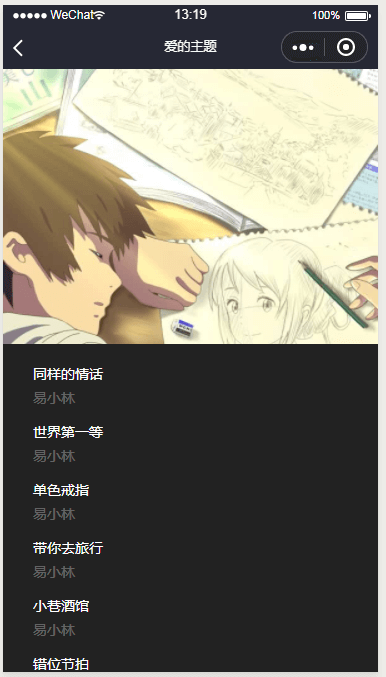 WeChat
13:19
100%
爱的主题
同样的情话
易小林
世界第一等
易小林
单色戒指
易小林
带你去旅行
易小林
小巷酒馆
易小林
错位节拍